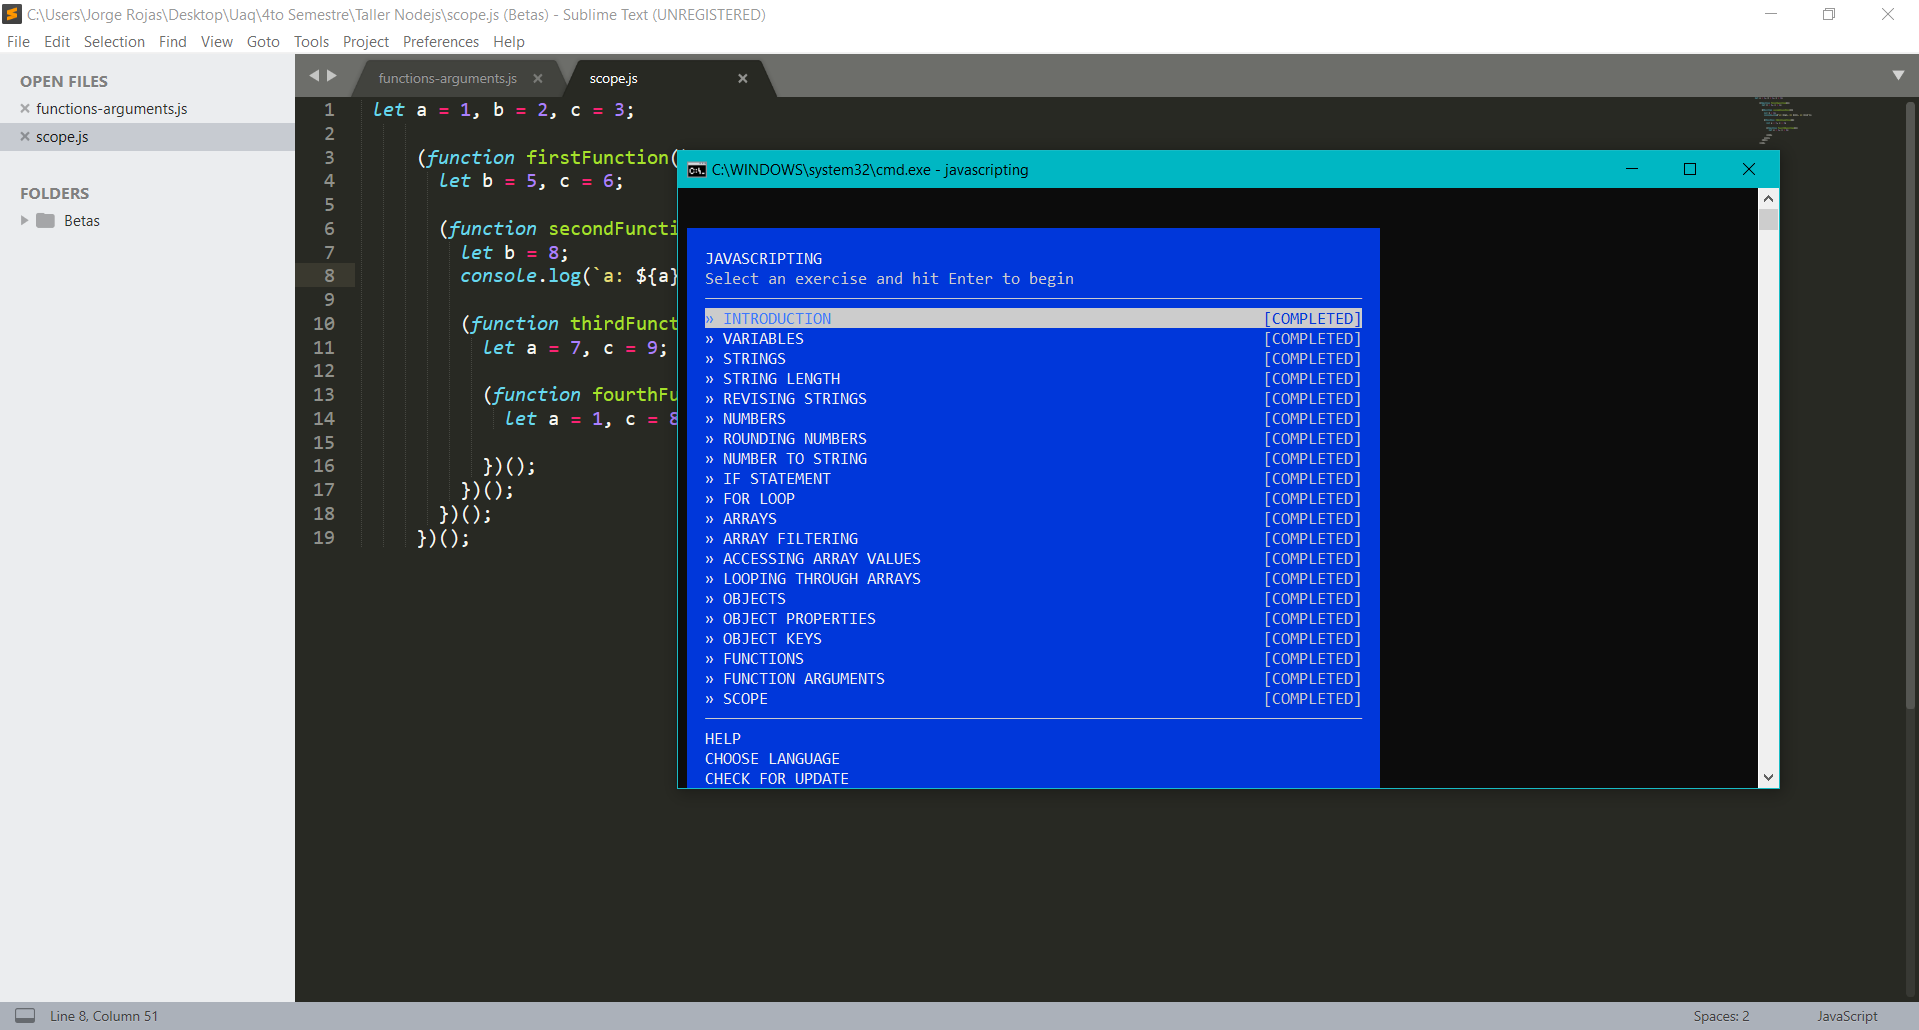 C:\Users\Jorge Rojas\Desktop\Uaq\4to Semestre\Taller Nodejs\scope.js (Betas) - Sublime Text (UNREGISTERED)
File Edit Selection Find View Goto Tools Project Preferences Help
OPEN FILES
functions-arguments.js
scope.js
FOLDERS
Betas
functions-arguments.js
scope.js
1 let a = 1, b = 2, c = 3;
2
3 (function firstFunction(
4 let b = 5, c = 6;
5
6 (function secondFuncti
7 let b = 8;
8 console.log(`a: ${a}
9
10 (function thirdFunct
11 let a = 7, c = 9;
12
13 (function fourthFu
14 let a = 1, c = 8
15
16 })();
17 })();
18 })();
19 })();
C:\WINDOWS\system32\cmd.exe - javascripting
JAVASCRIPTING
Select an exercise and hit Enter to begin
» INTRODUCTION [COMPLETED]
» VARIABLES [COMPLETED]
» STRINGS [COMPLETED]
» STRING LENGTH [COMPLETED]
» REVISING STRINGS [COMPLETED]
» NUMBERS [COMPLETED]
» ROUNDING NUMBERS [COMPLETED]
» NUMBER TO STRING [COMPLETED]
» IF STATEMENT [COMPLETED]
» FOR LOOP [COMPLETED]
» ARRAYS [COMPLETED]
» ARRAY FILTERING [COMPLETED]
» ACCESSING ARRAY VALUES [COMPLETED]
» LOOPING THROUGH ARRAYS [COMPLETED]
» OBJECTS [COMPLETED]
» OBJECT PROPERTIES [COMPLETED]
» OBJECT KEYS [COMPLETED]
» FUNCTIONS [COMPLETED]
» FUNCTION ARGUMENTS [COMPLETED]
» SCOPE [COMPLETED]
HELP
CHOOSE LANGUAGE
CHECK FOR UPDATE
Line 8, Column 51
Spaces: 2
JavaScript